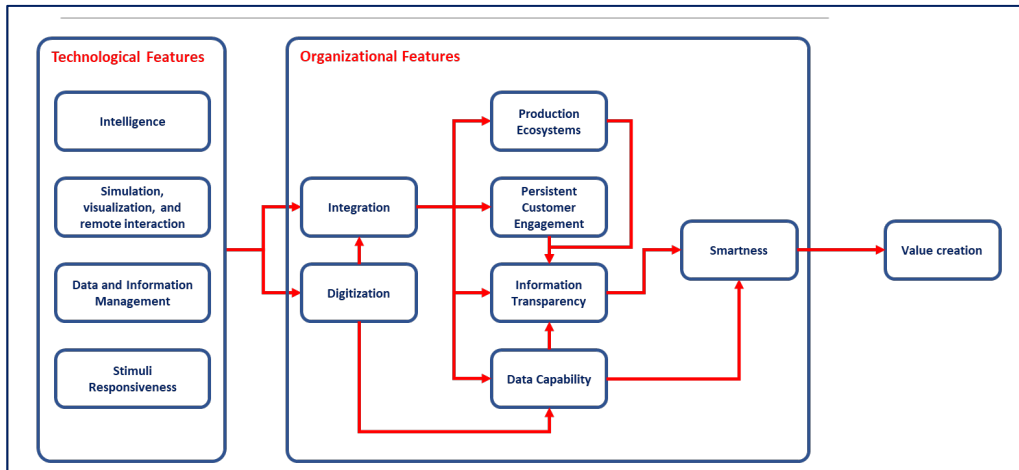 Technological Features
Intelligence
Simulation,
visualization, and
remote interaction
Data and Information
Management
Stimuli
Responsiveness
Organizational Features
Integration
Digitization
Production
Ecosystems
Persistent
Customer
Engagement
Information
Transparency
Data Capability
Smartness
Value creation